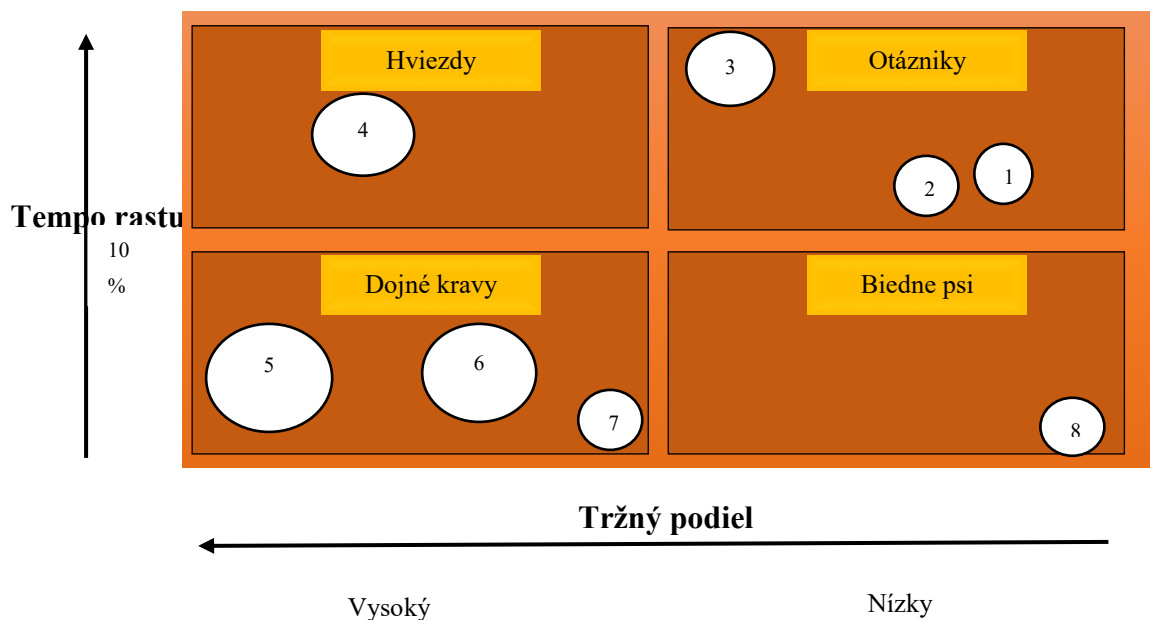 Hviezdy
Otázniky
3
4
2
1
Tempo rastu
10
%
Dojné kravy
Biedne psi
5
6
7
8
Tržný podiel
Vysoký
Nízky